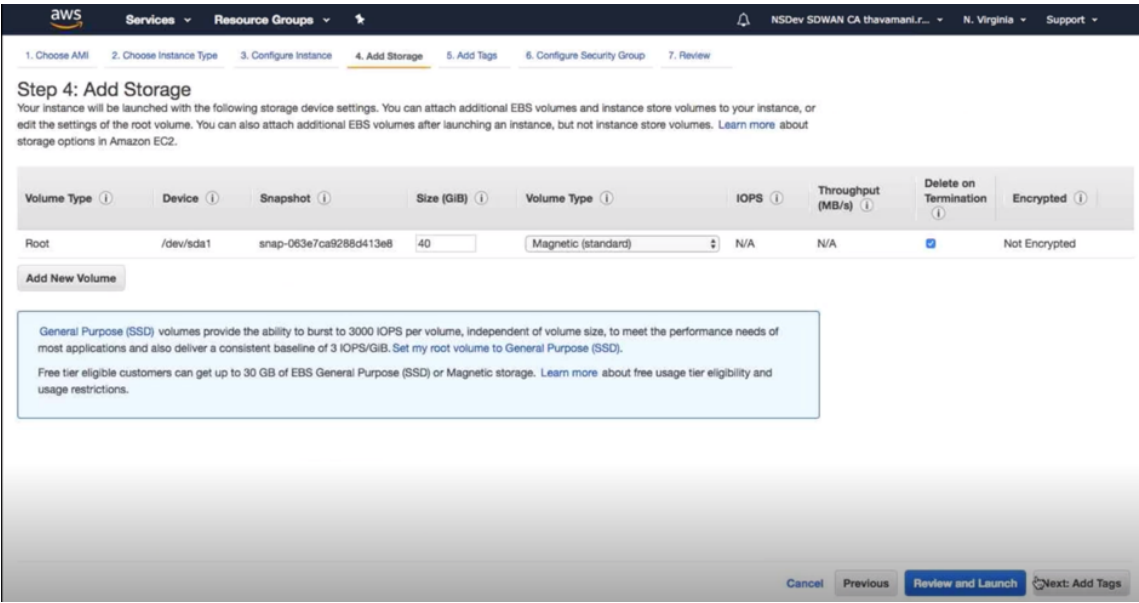 aws Services Resource Groups NSDev SDWAN CA thavamani.r... N. Virginia Support
1. Choose AMI 2. Choose Instance Type 3. Configure Instance 4. Add Storage 5. Add Tags 6. Configure Security Group 7. Review
Step 4: Add Storage
Your instance will be launched with the following storage device settings. You can attach additional EBS volumes and instance store volumes to your instance, or
edit the settings of the root volume. You can also attach additional EBS volumes after launching an instance, but not instance store volumes. Learn more about
storage options in Amazon EC2.
Volume Type Device Snapshot Size (GiB) Volume Type IOPS Throughput (MB/s) Delete on Termination Encrypted
Root /dev/sda1 snap-063e7ca9288d413e8 40 Magnetic (standard) N/A N/A Not Encrypted
Add New Volume
General Purpose (SSD) volumes provide the ability to burst to 3000 IOPS per volume, independent of volume size, to meet the performance needs of
most applications and also deliver a consistent baseline of 3 IOPS/GiB. Set my root volume to General Purpose (SSD).
Free tier eligible customers can get up to 30 GB of EBS General Purpose (SSD) or Magnetic storage. Learn more about free usage tier eligibility and
usage restrictions.
Cancel Previous Review and Launch Next: Add Tags